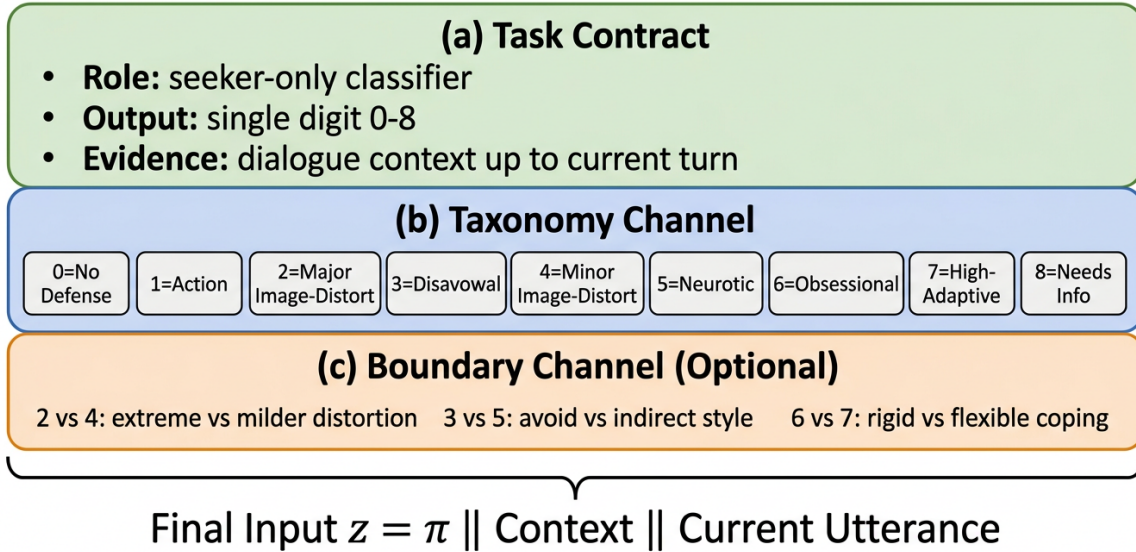 (a) Task Contract
• Role: seeker-only classifier
• Output: single digit 0-8
• Evidence: dialogue context up to current turn
(b) Taxonomy Channel
0=No
Defense
1=Action
2=Major
Image-Distort
3=Disavowal
4=Minor
Image-Distort
5=Neurotic
6=Obsessional
7=High-
Adaptive
8=Needs
Info
(c) Boundary Channel (Optional)
2 vs 4: extreme vs milder distortion 3 vs 5: avoid vs indirect style 6 vs 7: rigid vs flexible coping
Final Input z = π ∥ Context ∥ Current Utterance